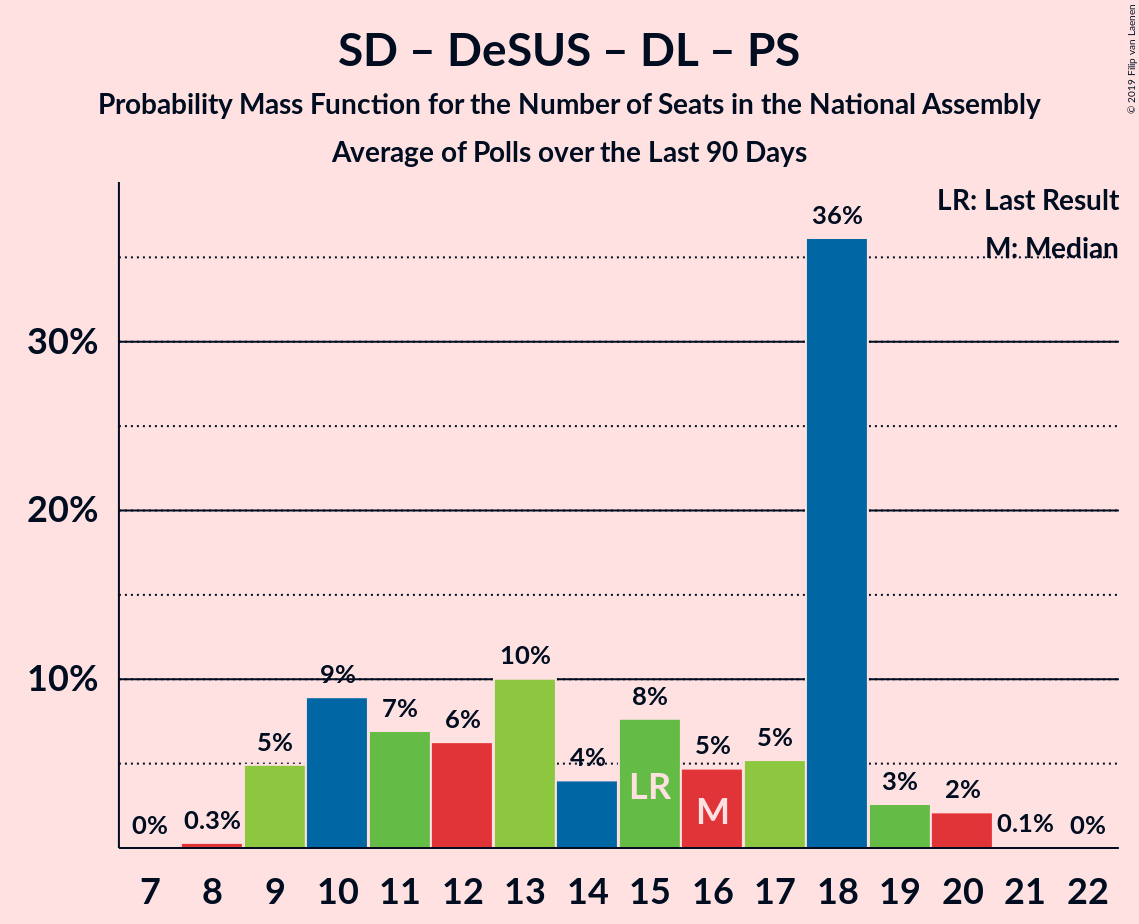 SD – DeSUS – DL – PS
Probability Mass Function for the Number of Seats in the National Assembly
Average of Polls over the Last 90 Days
© 2019 Filip van Laenen
LR: Last Result
M: Median
36%
30%
20%
10%
0%
0.3%
5%
9%
7%
6%
10%
4%
8%
5%
5%
3%
2%
0.1%
0%
LR
M
7 8 9 10 11 12 13 14 15 16 17 18 19 20 21 22